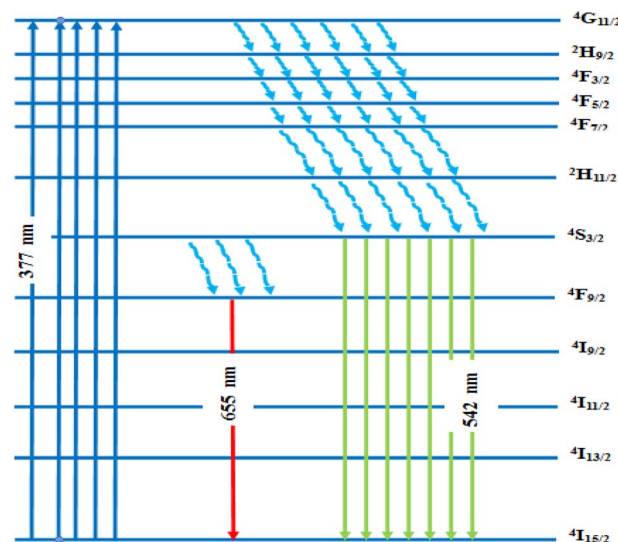 ⁴G₁₁/₂
²H₉/₂
⁴F₃/₂
⁴F₅/₂
⁴F₇/₂
²H₁₁/₂
⁴S₃/₂
377 nm
⁴F₉/₂
⁴I₉/₂
655 nm
542 nm
⁴I₁₁/₂
⁴I₁₃/₂
⁴I₁₅/₂